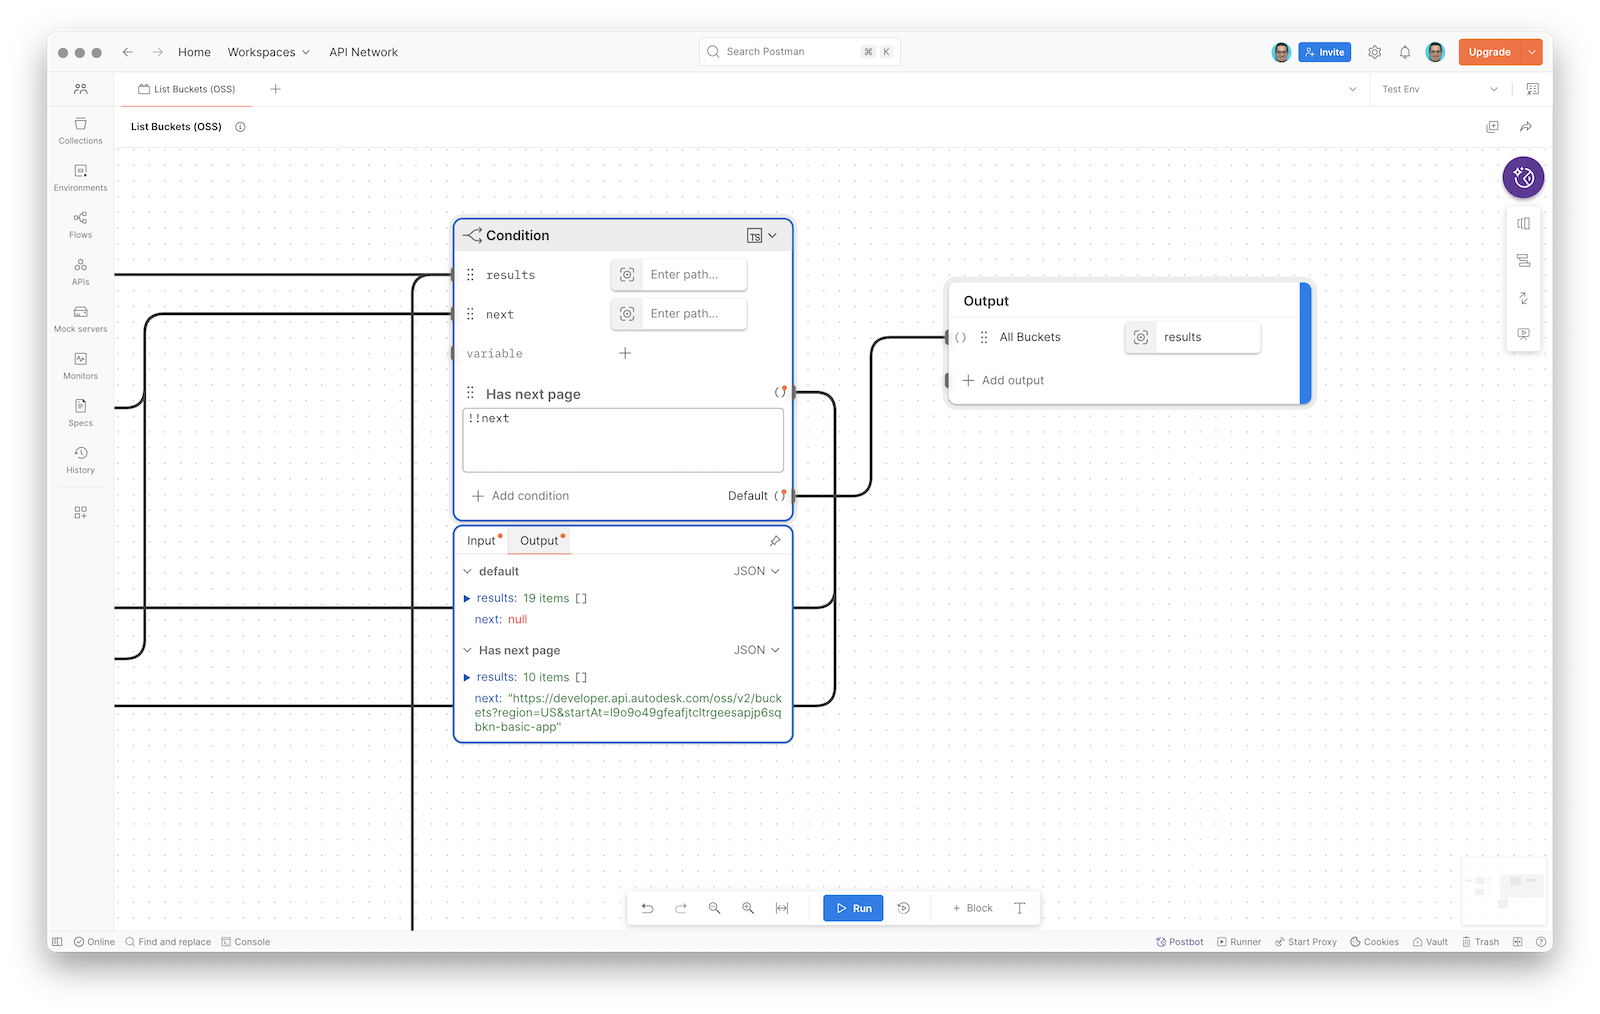 Home
Workspaces
API Network
Search Postman
⌘
K
Invite
Upgrade
List Buckets (OSS)
Test Env
List Buckets (OSS)
Collections
Environments
Flows
APIs
Mock servers
Monitors
Specs
History
Condition
TS
results
Enter path...
next
Enter path...
variable
Has next page
()
!!next
Add condition
Default ()
Input
Output
default
JSON
results: 19 items []
next: null
Has next page
JSON
results: 10 items []
next: "https://developer.api.autodesk.com/oss/v2/buck
ets?region=US&startAt=l9o9o49gfeafjtcltrgeesapjp6sq
bkn-basic-app"
Output
() All Buckets
results
Add output
Run
+ Block
T
Online
Find and replace
Console
Postbot
Runner
Start Proxy
Cookies
Vault
Trash